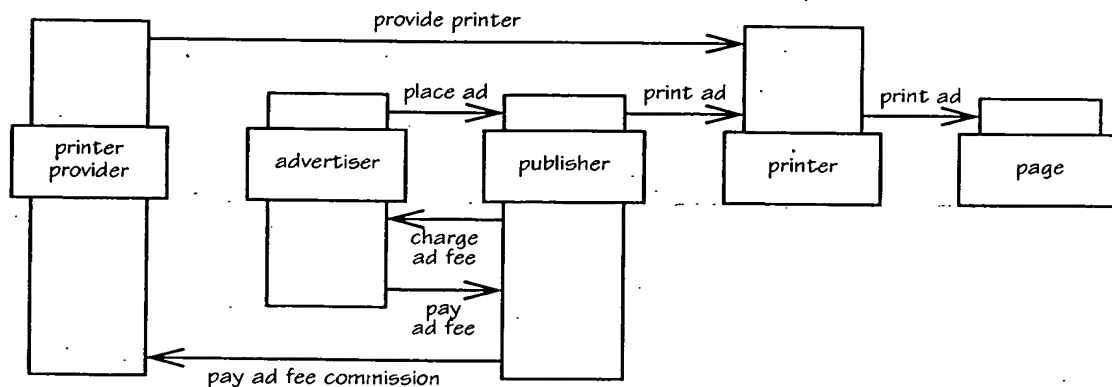 provide printer
place ad
print ad
print ad
printer
provider
advertiser
publisher
printer
page
charge
ad fee
pay
ad fee
pay ad fee commission